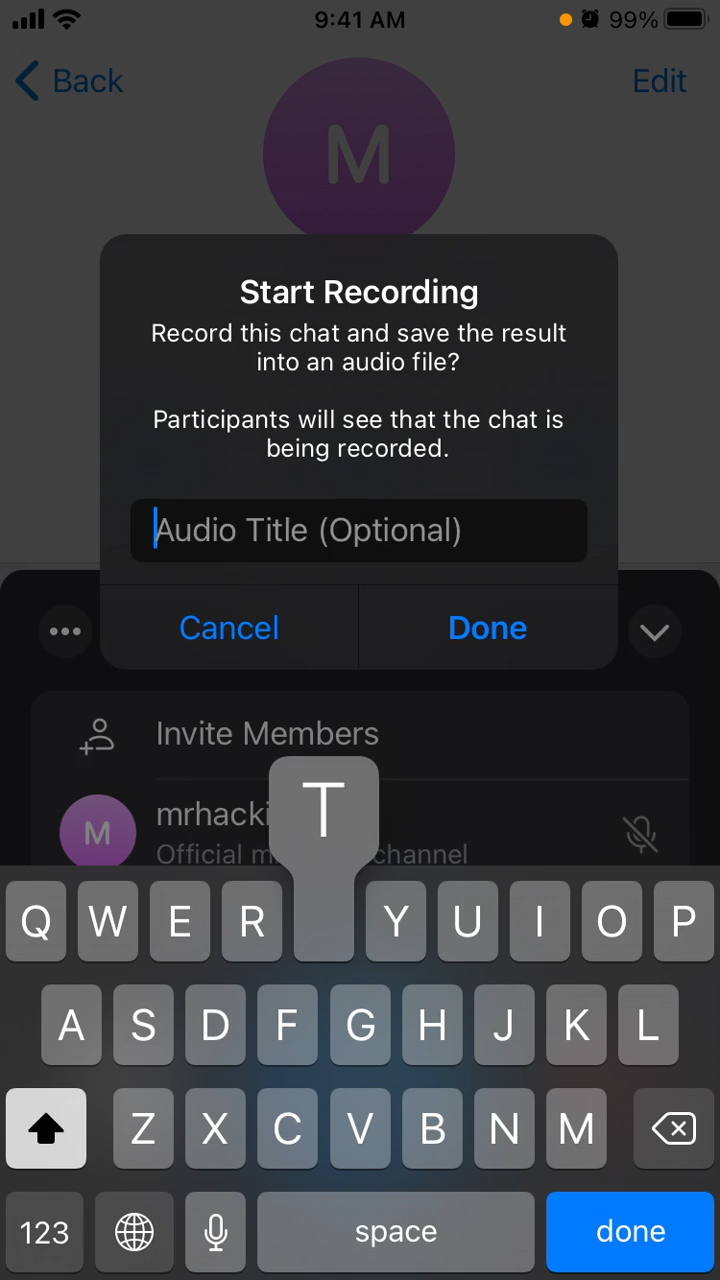 9:41 AM
99%
Back
Edit
M
Start Recording
Record this chat and save the result
into an audio file?
Participants will see that the chat is
being recorded.
Audio Title (Optional)
Cancel
Done
Invite Members
M
mrhacki
Official m
channel
T
Q W E R Y U I O P
A S D F G H J K L
Z X C V B N M
123
space
done